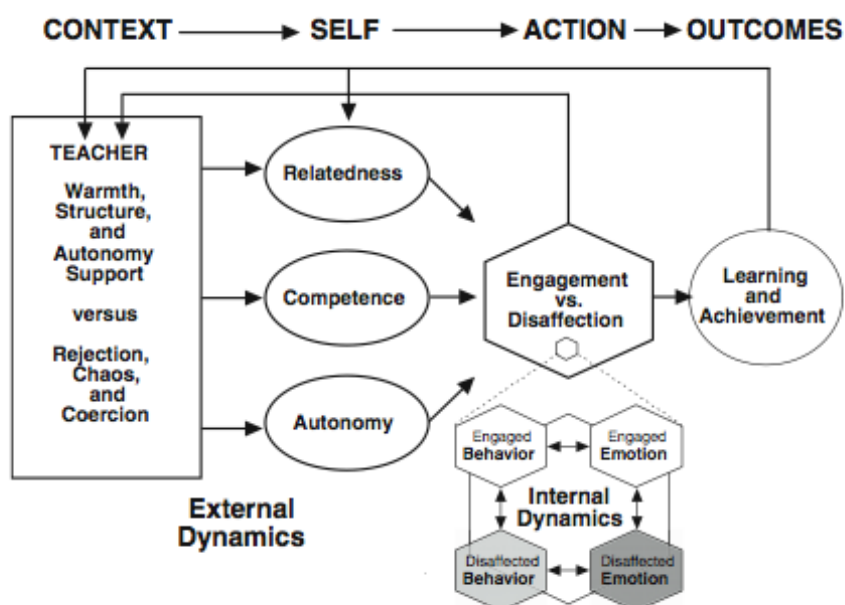 CONTEXT SELF ACTION OUTCOMES
TEACHER
Warmth,
Structure,
and
Autonomy
Support
versus
Rejection,
Chaos,
and
Coercion
Relatedness
Competence
Autonomy
Engagement
vs.
Disaffection
Learning
and
Achievement
External
Dynamics
Engaged
Behavior
Engaged
Emotion
Internal
Dynamics
Disaffected
Behavior
Disaffected
Emotion